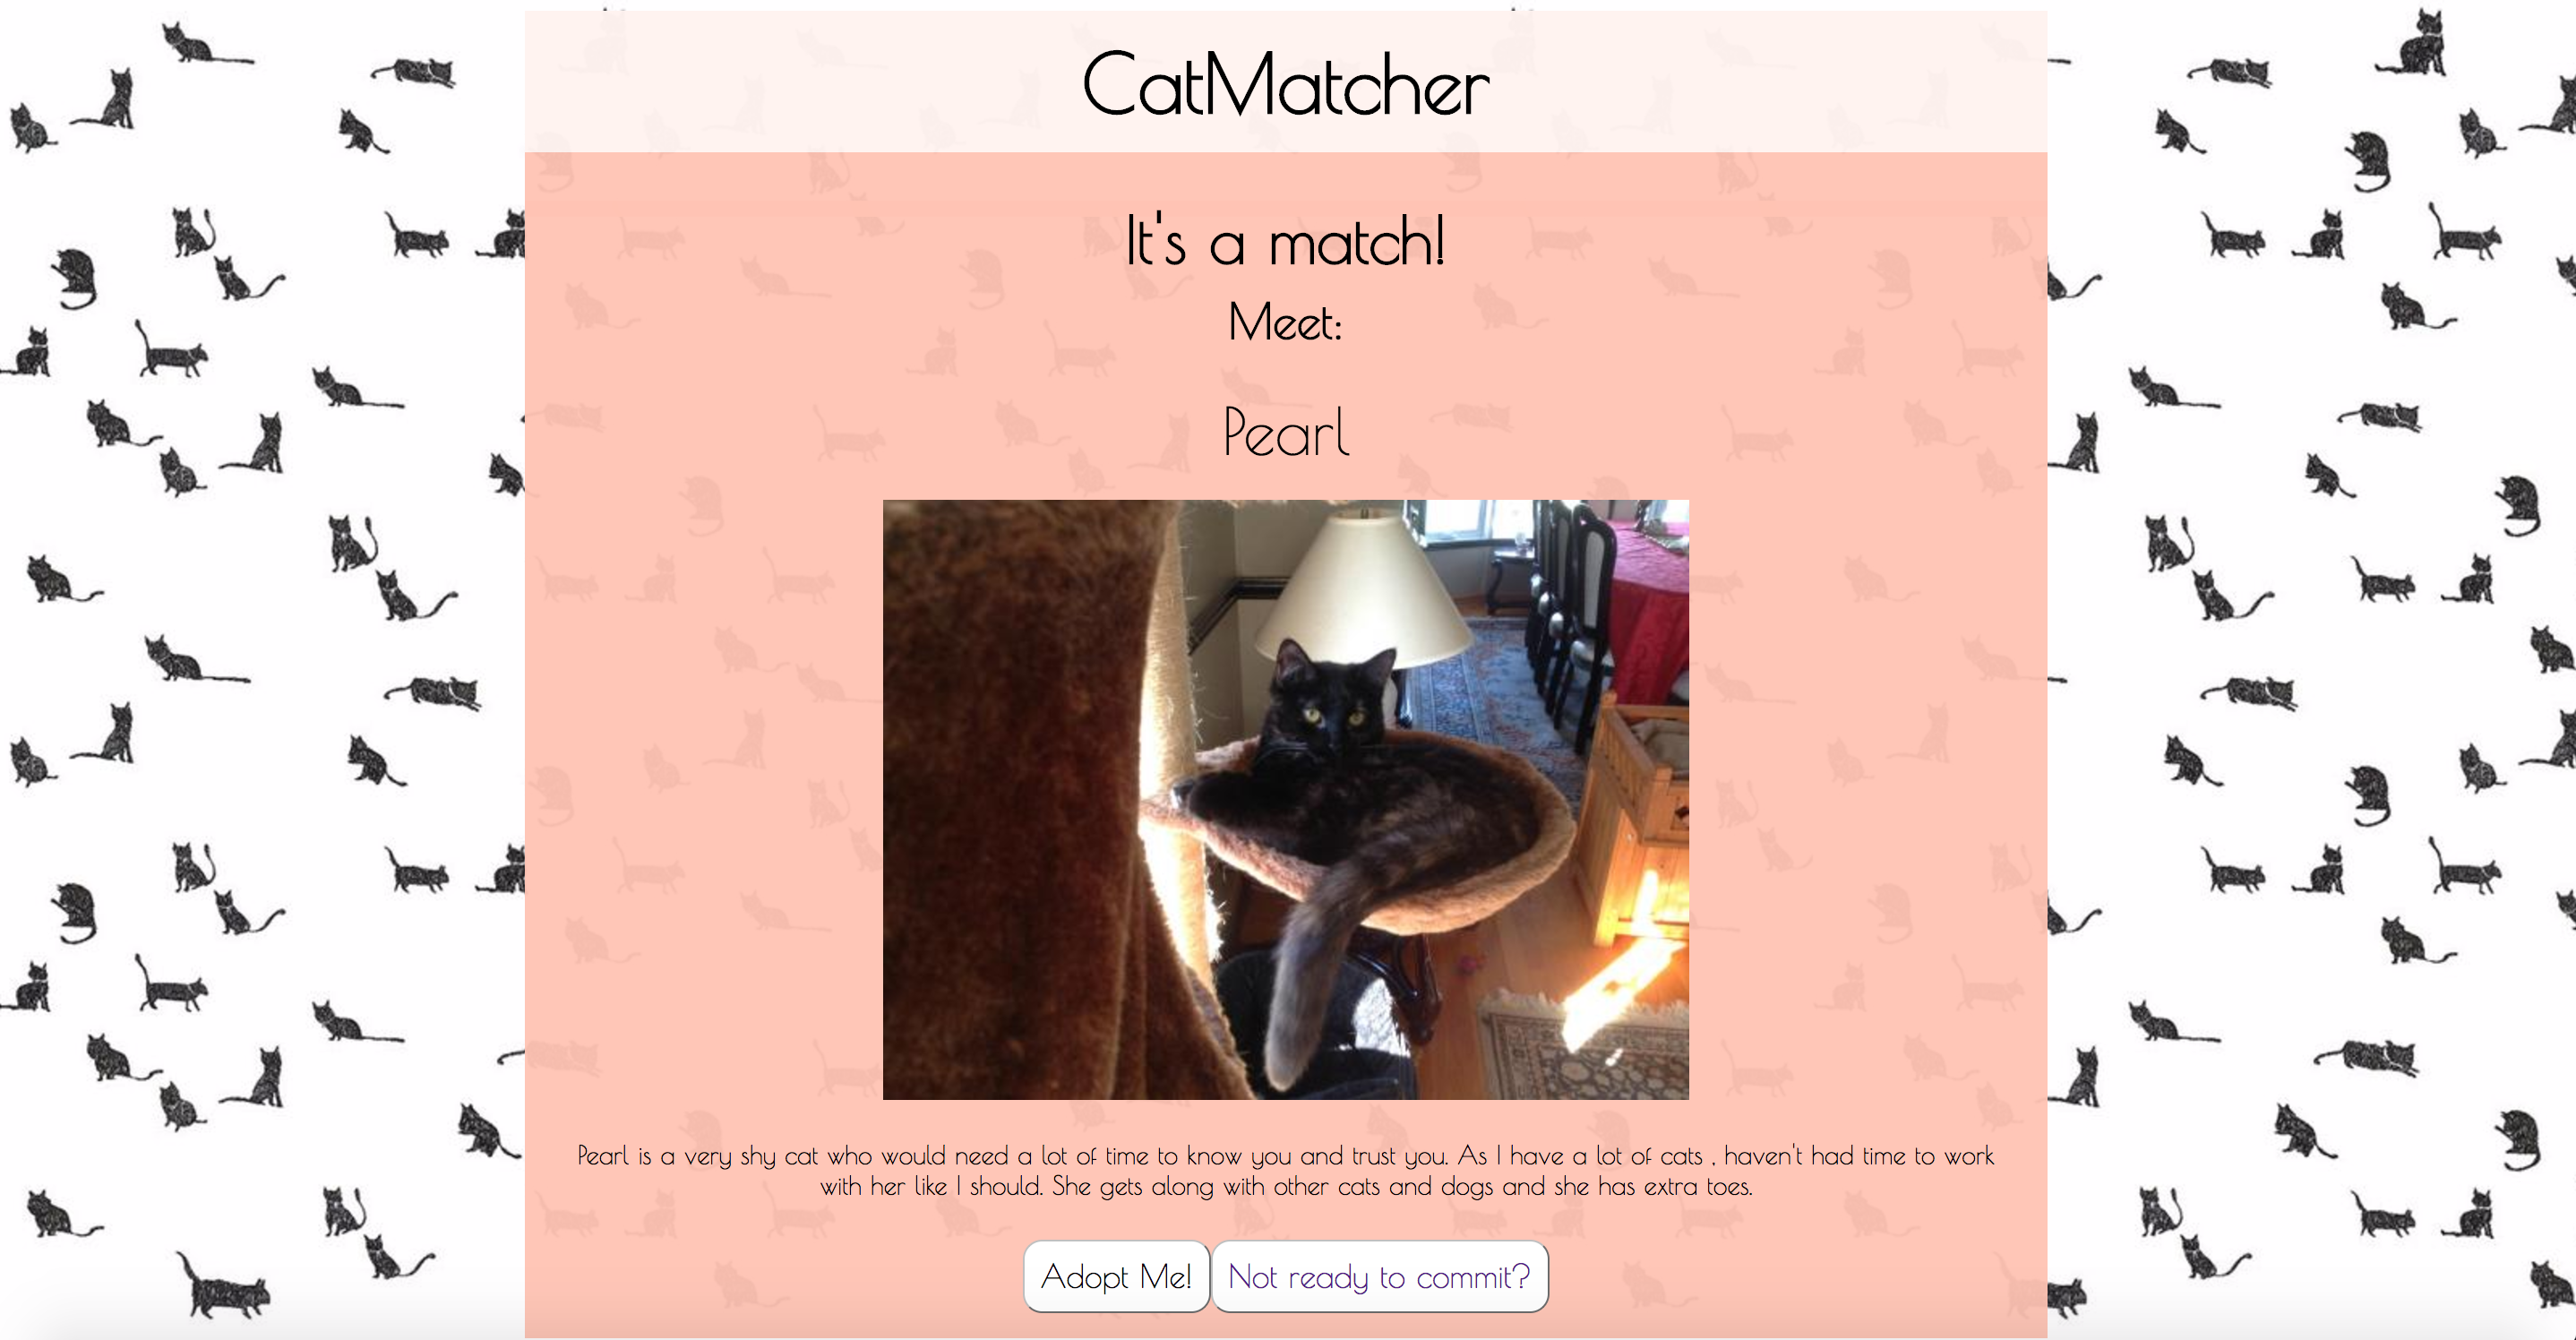 CatMatcher
It's a match!
Meet:
Pearl
Pearl is a very shy cat who would need a lot of time to know you and trust you. As I have a lot of cats , haven't had time to work
with her like I should. She gets along with other cats and dogs and she has extra toes.
Adopt Me!
Not ready to commit?